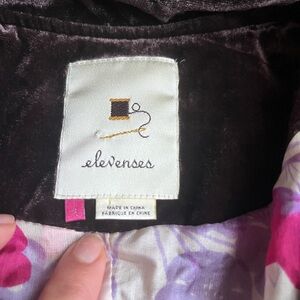 elevenses
MADE IN CHINA
FABRIQUÉ EN CHINE